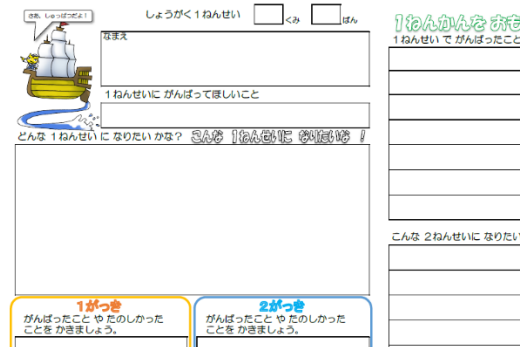 さあ、しゅっぱつだよ！
しょうがく１ねんせい
くみ
ばん
なまえ
１ねんせいに がんばってほしいこと
どんな １ねんせい に なりたい かな？ こんな １ねんせいに なりたいな ！
１がっき
がんばったこと や たのしかった
ことを かきましょう。
２がっき
がんばったこと や たのしかった
ことを かきましょう。
１ねんかんを おも
１ねんせい で がんばったこと
こんな ２ねんせいに なりたい